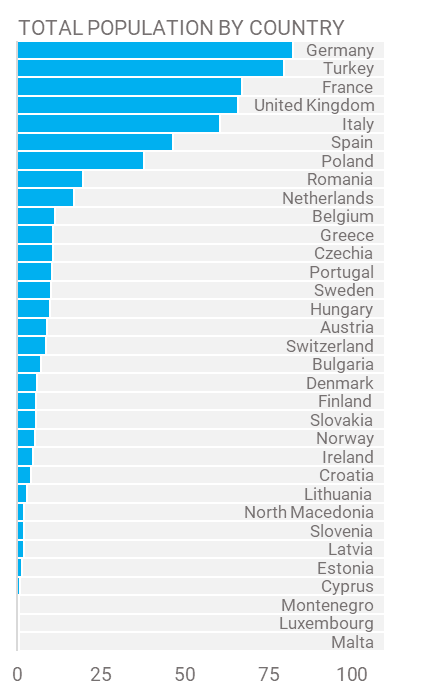 TOTAL POPULATION BY COUNTRY
Germany
Turkey
France
United Kingdom
Italy
Spain
Poland
Romania
Netherlands
Belgium
Greece
Czechia
Portugal
Sweden
Hungary
Austria
Switzerland
Bulgaria
Denmark
Finland
Slovakia
Norway
Ireland
Croatia
Lithuania
North Macedonia
Slovenia
Latvia
Estonia
Cyprus
Montenegro
Luxembourg
Malta
0 25 50 75 100